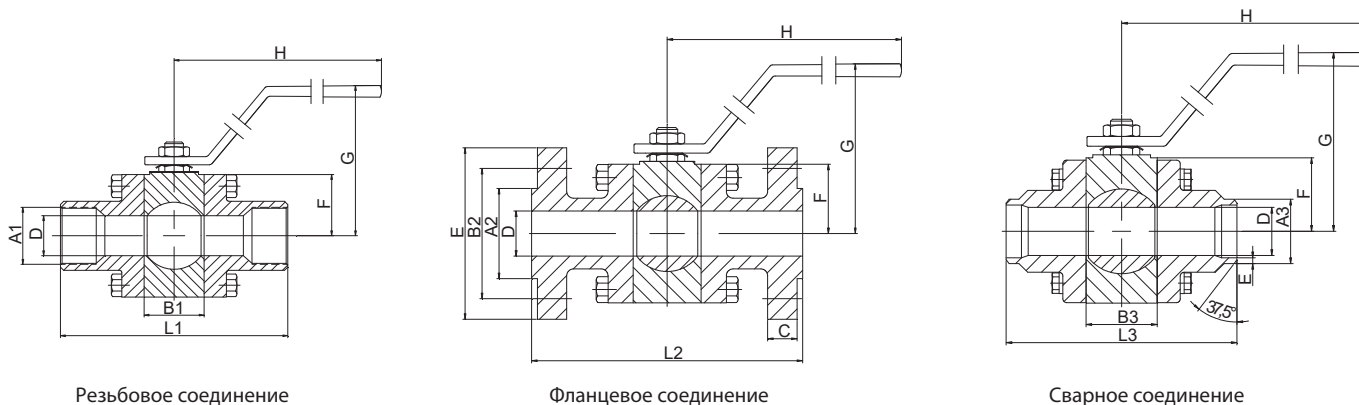 H
G
F
A1
D
B1
L1
H
G
F
E
B2
A2
D
C
L2
H
G
F
A3
D
E
37,5°
B3
L3
Резьбовое соединение
Фланцевое соединение
Сварное соединение